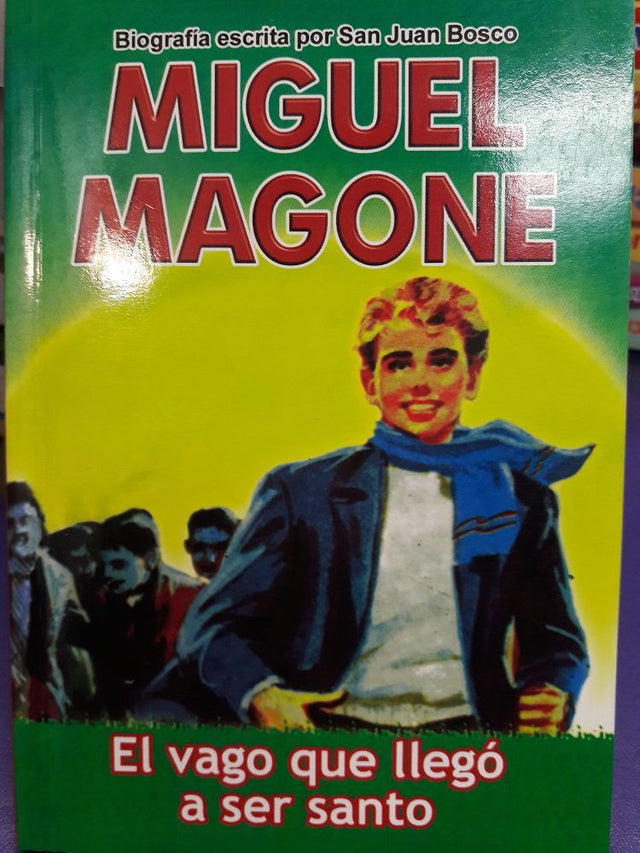 Biografía escrita por San Juan Bosco
MIGUEL
MAGONE
El vago que llegó
a ser santo